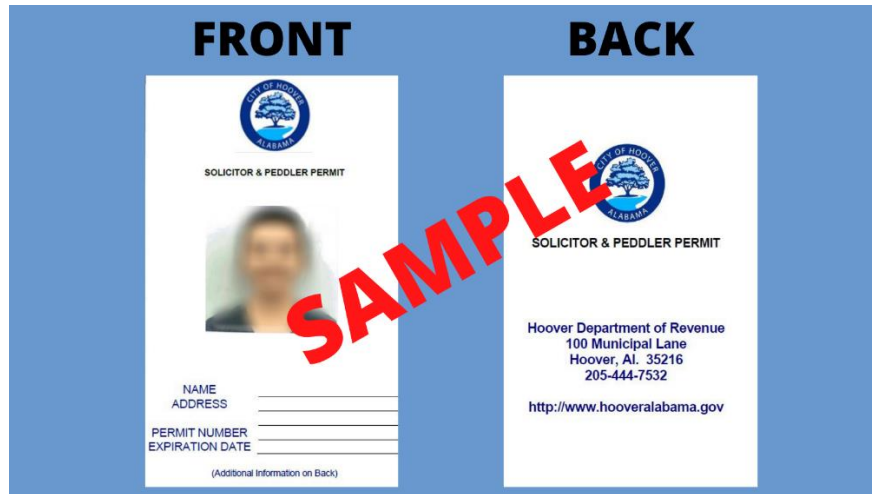 FRONT
CITY OF HOOVER
ALABAMA
SOLICITOR & PEDDLER PERMIT
NAME
ADDRESS
PERMIT NUMBER
EXPIRATION DATE
(Additional Information on Back)
SAMPLE
BACK
CITY OF HOOVER
ALABAMA
SOLICITOR & PEDDLER PERMIT
Hoover Department of Revenue
100 Municipal Lane
Hoover, Al. 35216
205-444-7532
http://www.hooveralabama.gov